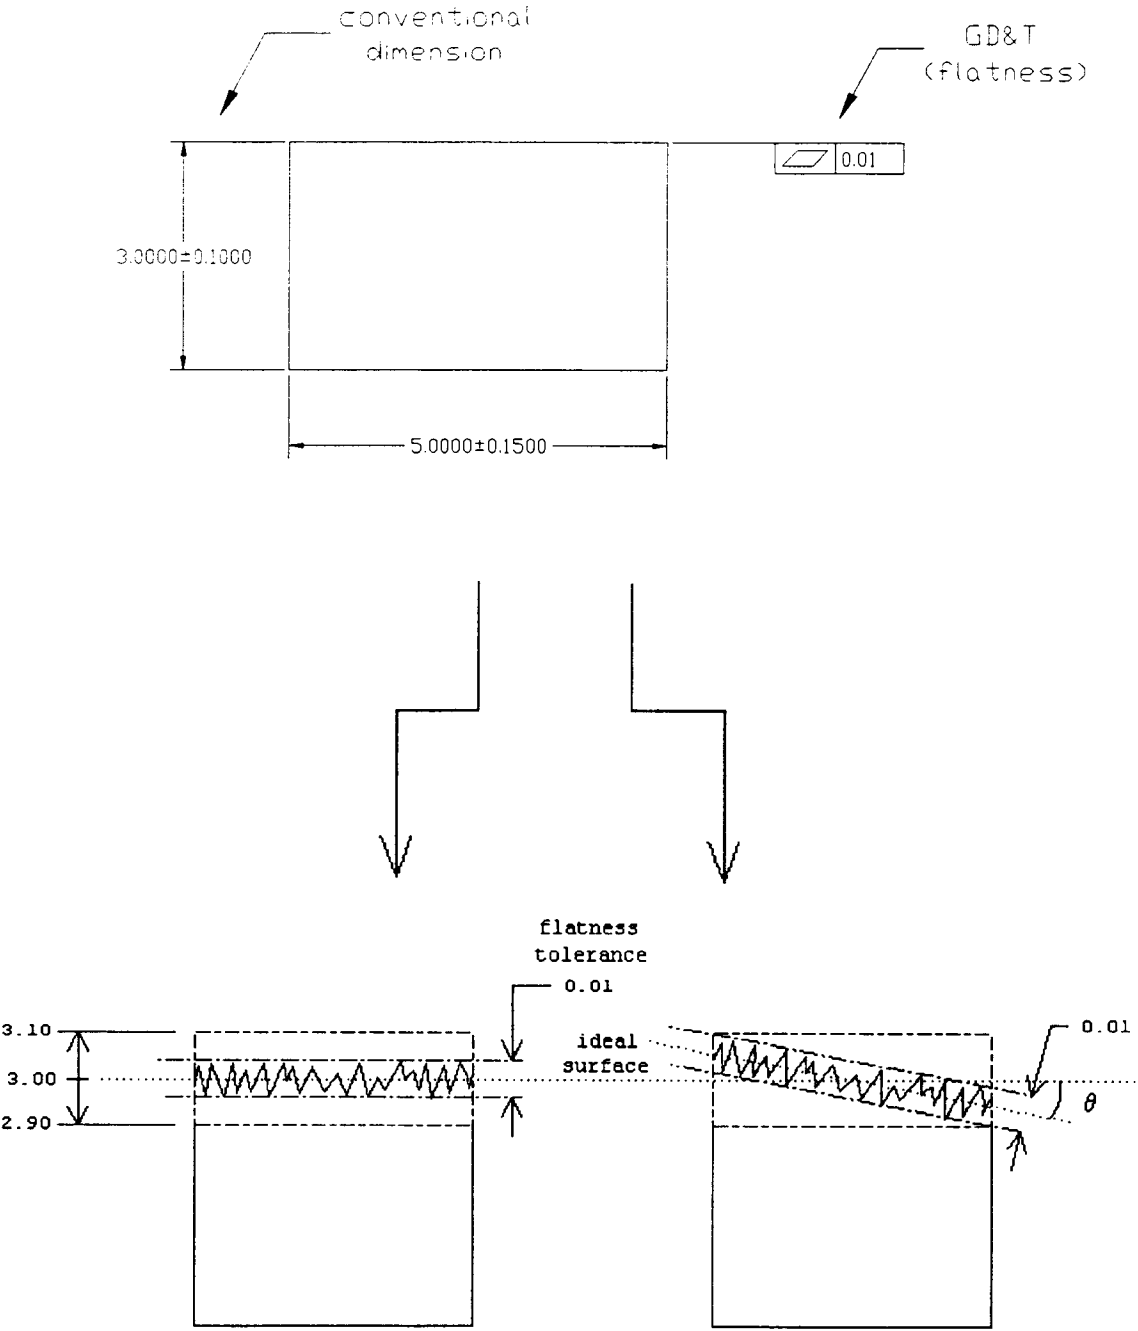 conventional
dimension
GD&T
(flatness)
0.01
3.0000±0.1000
5.0000±0.1500
flatness
tolerance
0.01
3.10
3.00
2.90
ideal
surface
0.01
θ